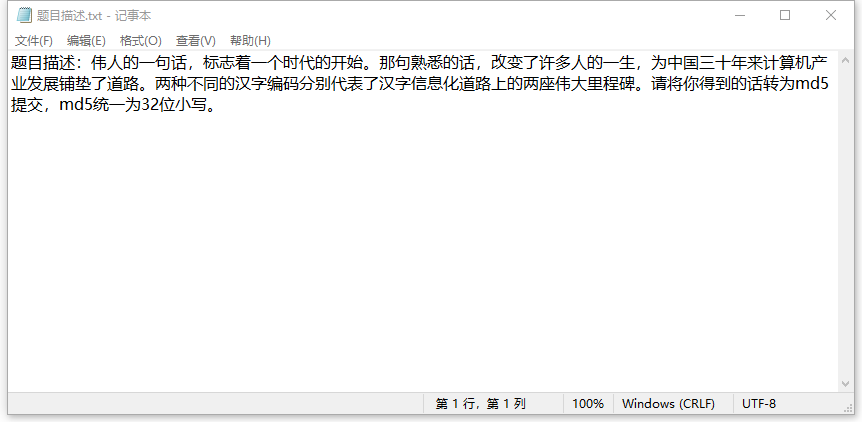 题目描述.txt - 记事本
文件(F) 编辑(E) 格式(O) 查看(V) 帮助(H)
题目描述：伟人的一句话，标志着一个时代的开始。那句熟悉的话，改变了许多人的一生，为中国三十年来计算机产
业发展铺垫了道路。两种不同的汉字编码分别代表了汉字信息化道路上的两座伟大里程碑。请将你得到的话转为md5
提交，md5统一为32位小写。
第 1 行，第 1 列 100% Windows (CRLF) UTF-8